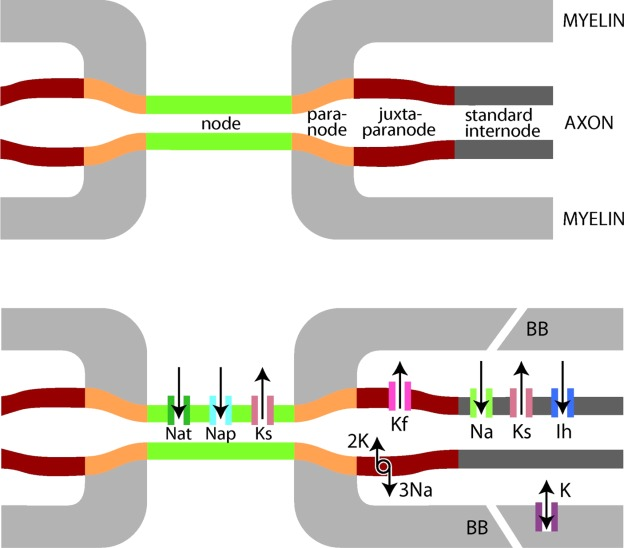 MYELIN
node
para-
node
juxta-
paranode
standard
internode
AXON
MYELIN
BB
Nat
Nap
Ks
Kf
Na
Ks
Ih
2K
3Na
K
BB